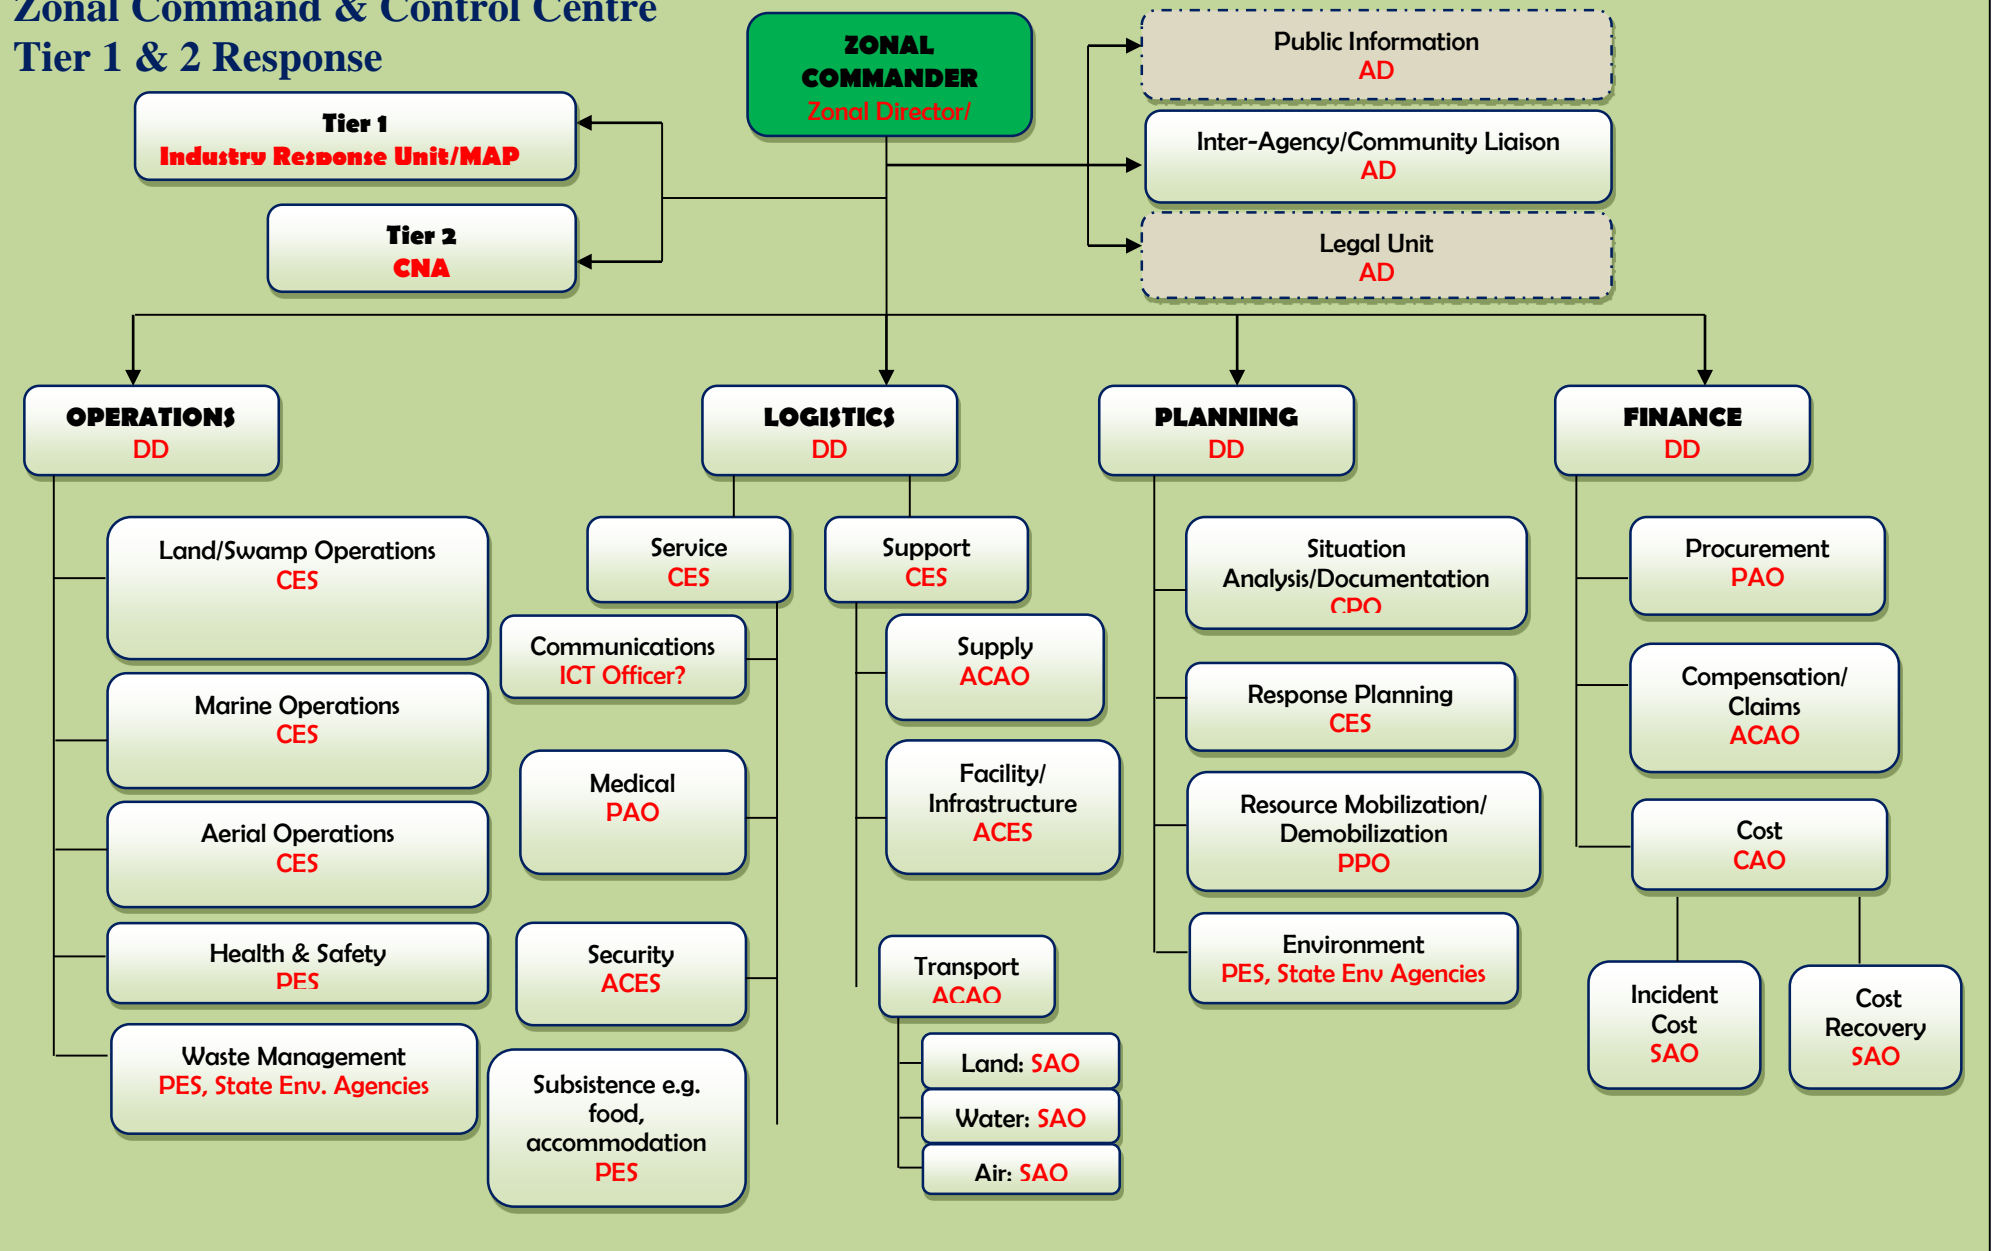 Zonal Command & Control Centre
Tier 1 & 2 Response
ZONAL
COMMANDER
Zonal Director/
Public Information
AD
Tier 1
Industry Response Unit/MAP
Inter-Agency/Community Liaison
AD
Tier 2
CNA
Legal Unit
AD
OPERATIONS
DD
LOGISTICS
DD
PLANNING
DD
FINANCE
DD
Land/Swamp Operations
CES
Marine Operations
CES
Aerial Operations
CES
Health & Safety
PES
Waste Management
PES, State Env. Agencies
Service
CES
Communications
ICT Officer?
Medical
PAO
Security
ACES
Subsistence e.g.
food,
accommodation
PES
Support
CES
Supply
ACAO
Facility/
Infrastructure
ACES
Transport
ACAO
Land: SAO
Water: SAO
Air: SAO
Situation
Analysis/Documentation
CPO
Response Planning
CES
Resource Mobilization/
Demobilization
PPO
Environment
PES, State Env Agencies
Procurement
PAO
Compensation/
Claims
ACAO
Cost
CAO
Incident
Cost
SAO
Cost
Recovery
SAO